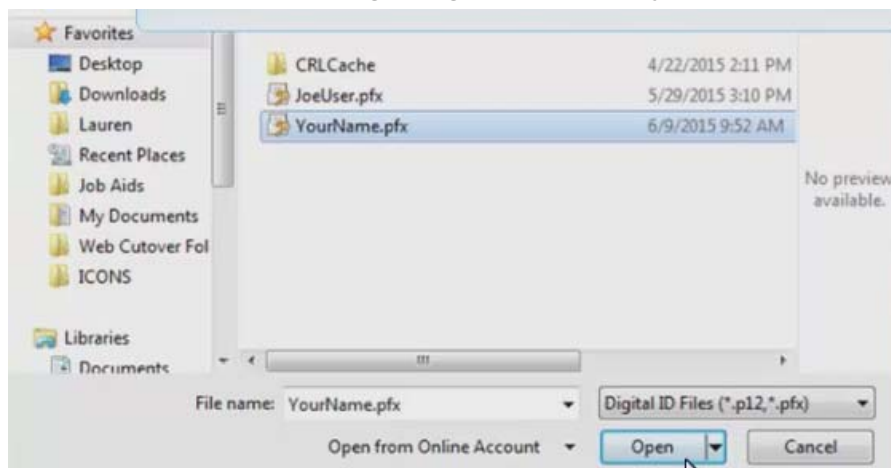 Favorites
Desktop
Downloads
Lauren
Recent Places
Job Aids
My Documents
Web Cutover Fol
ICONS
Libraries
Documents
CRLCache 4/22/2015 2:11 PM
JoeUser.pfx 5/29/2015 3:10 PM
YourName.pfx 6/9/2015 9:52 AM
No preview
available.
File name: YourName.pfx Digital ID Files (*.p12,*.pfx)
Open from Online Account Open Cancel